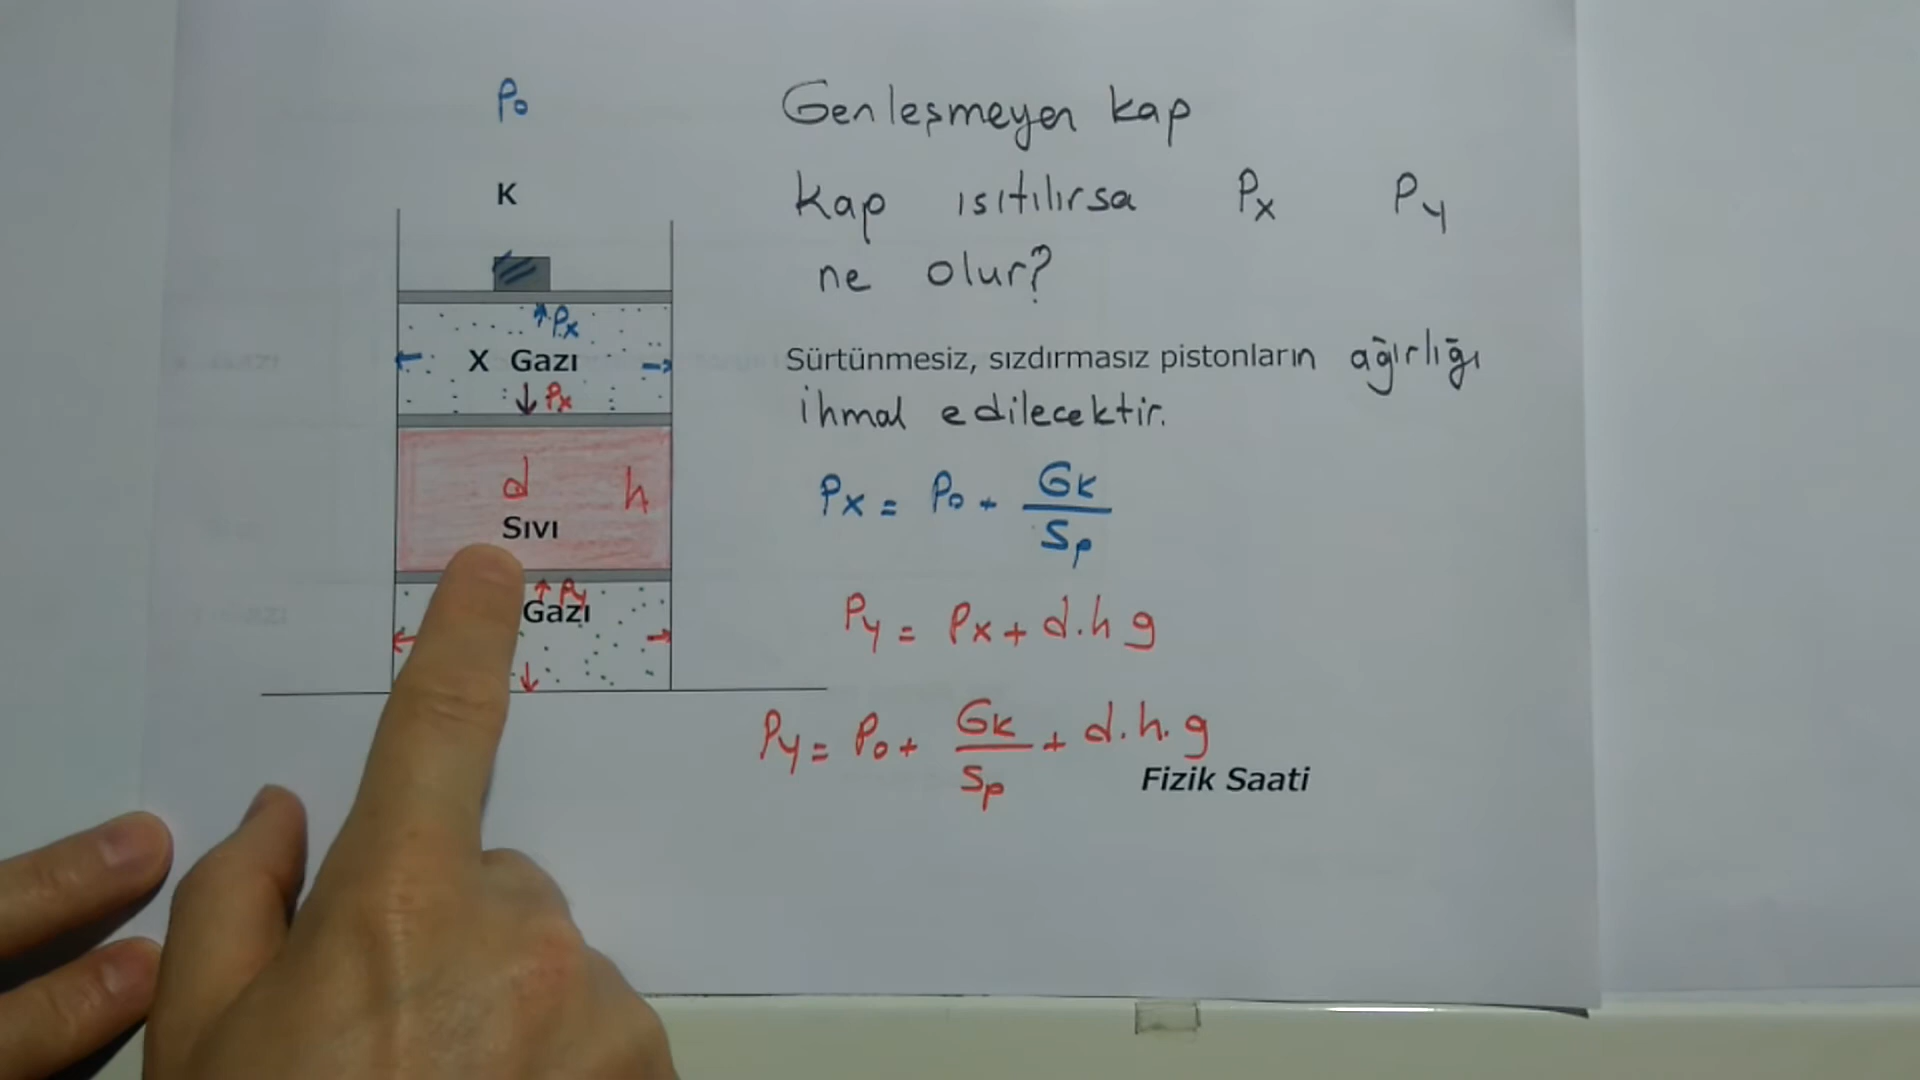 P₀
K
Px
X Gazı
Px
d h
Sıvı
Py
Gazı
Genleşmeyen kap
kap ısıtılırsa Px Py
ne olur?
Sürtünmesiz, sızdırmasız pistonların ağırlığı
ihmal edilecektir.
Px = P₀ + Gk/Sp
Py = Px + d.h g
Py = P₀ + Gk/Sp + d.h.g
Fizik Saati